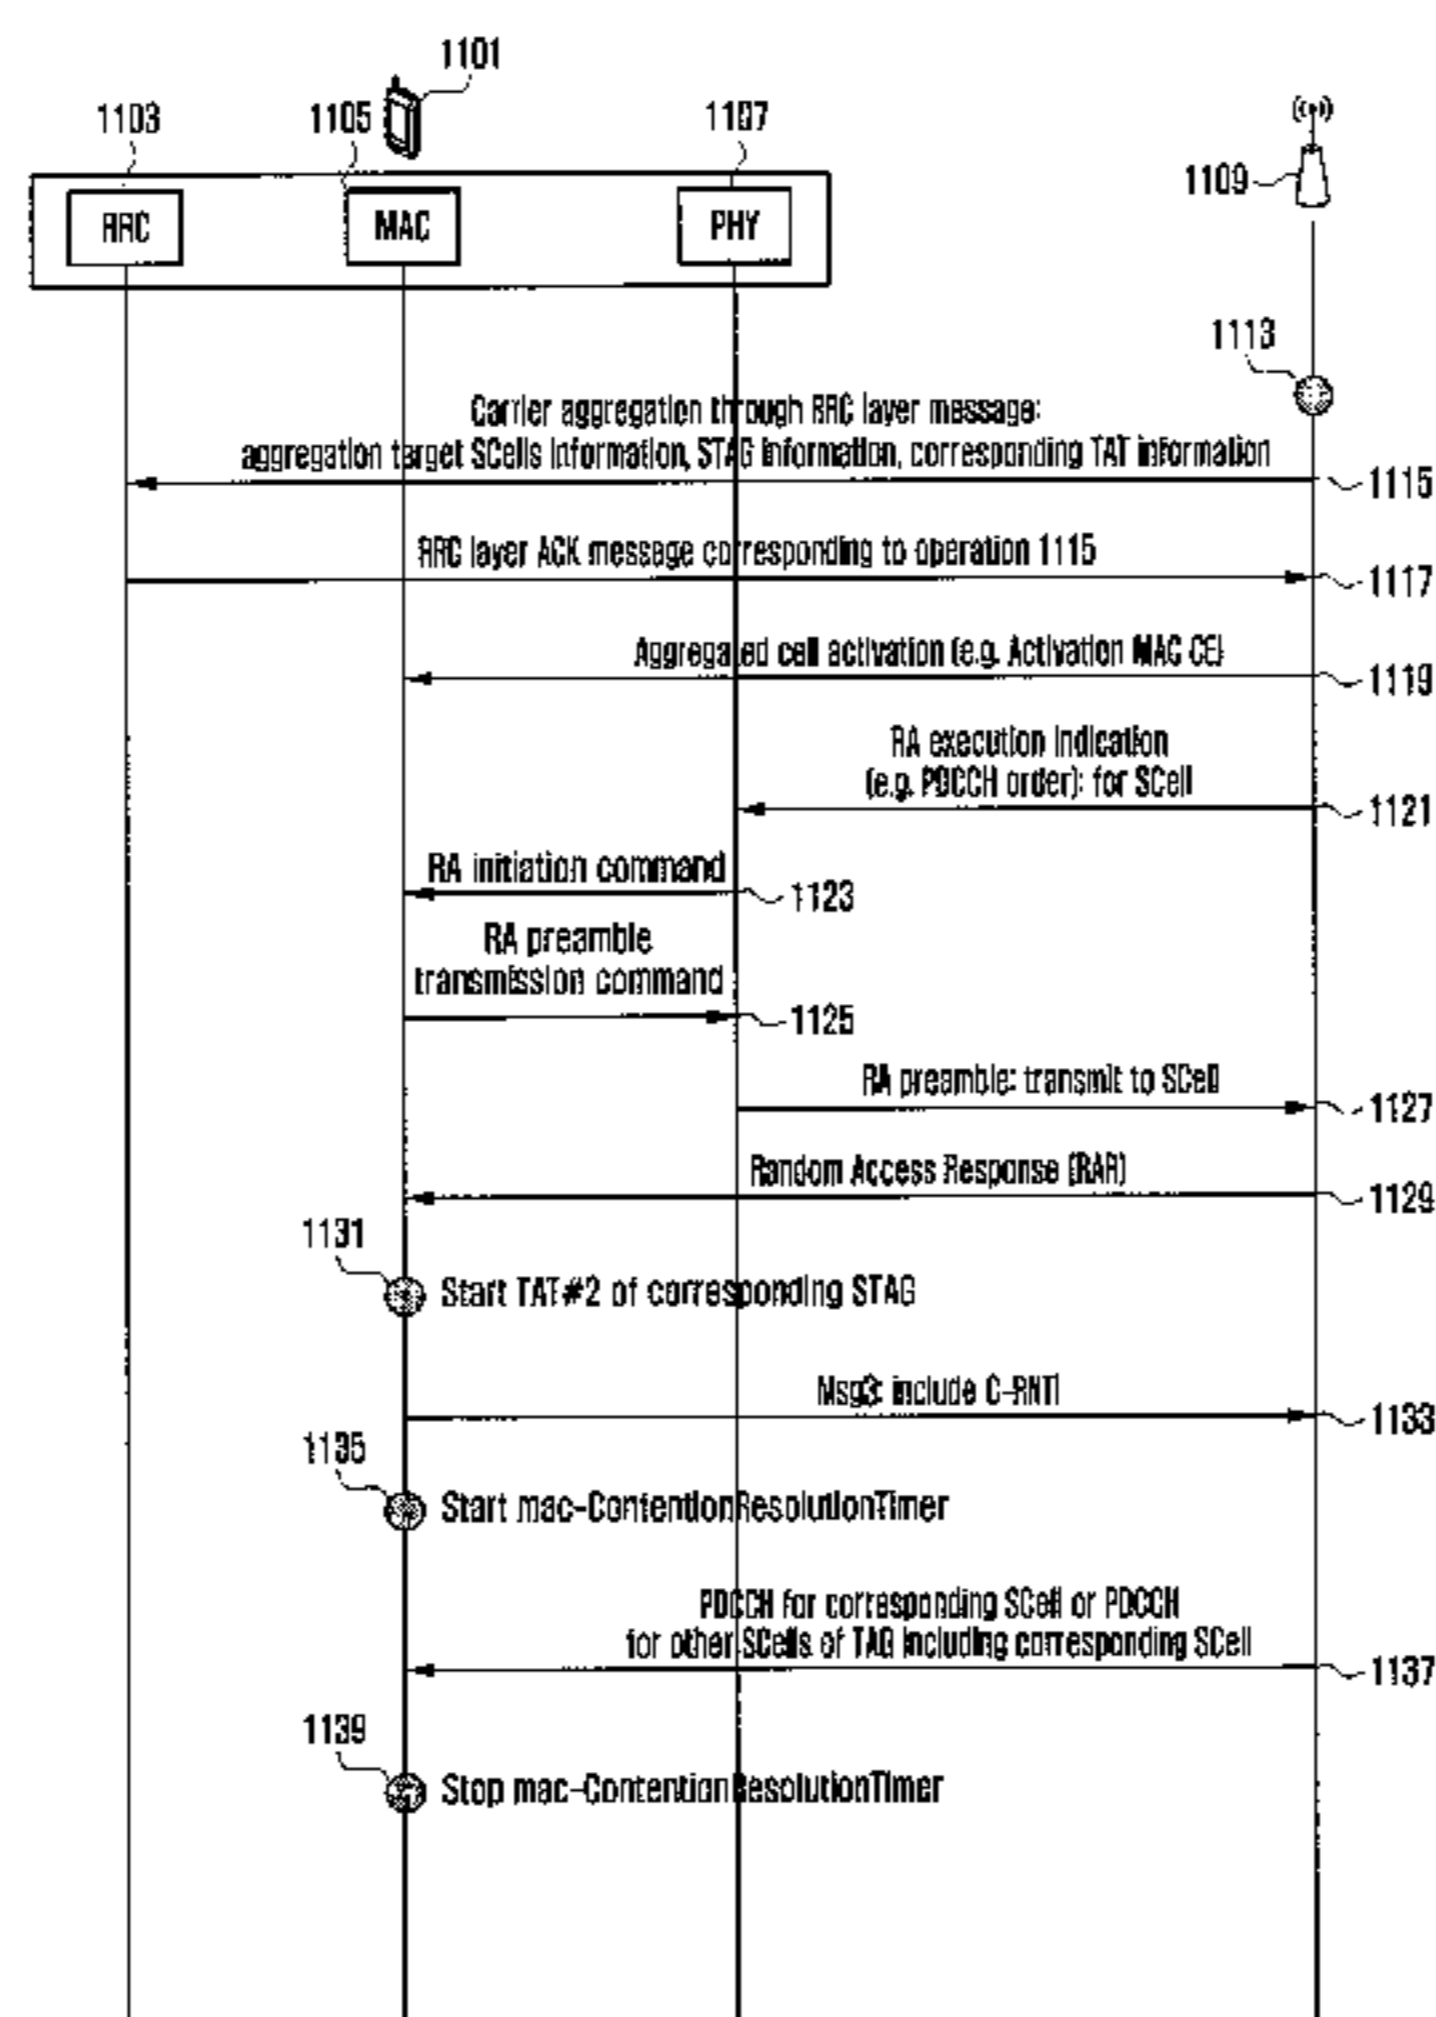 1101
1103
1105
1107
1109
RRC
MAC
PHY
1113
Carrier aggregation through RRC layer message:
aggregation target SCells information, STAG information, corresponding TAT information
1115
RRC layer ACK message corresponding to operation 1115
1117
Aggregated cell activation (e.g. Activation MAC CE)
1119
RA execution indication
(e.g. PDCCH order): for SCell
1121
RA initiation command
1123
RA preamble
transmission command
1125
RA preamble: transmit to SCell
1127
Random Access Response (RAR)
1129
1131
Start TAT#2 of corresponding STAG
Msg3: include C-RNTI
1133
1135
Start mac-ContentionResolutionTimer
PDCCH for corresponding SCell or PDCCH
for other SCells of TAG including corresponding SCell
1137
1139
Stop mac-ContentionResolutionTimer